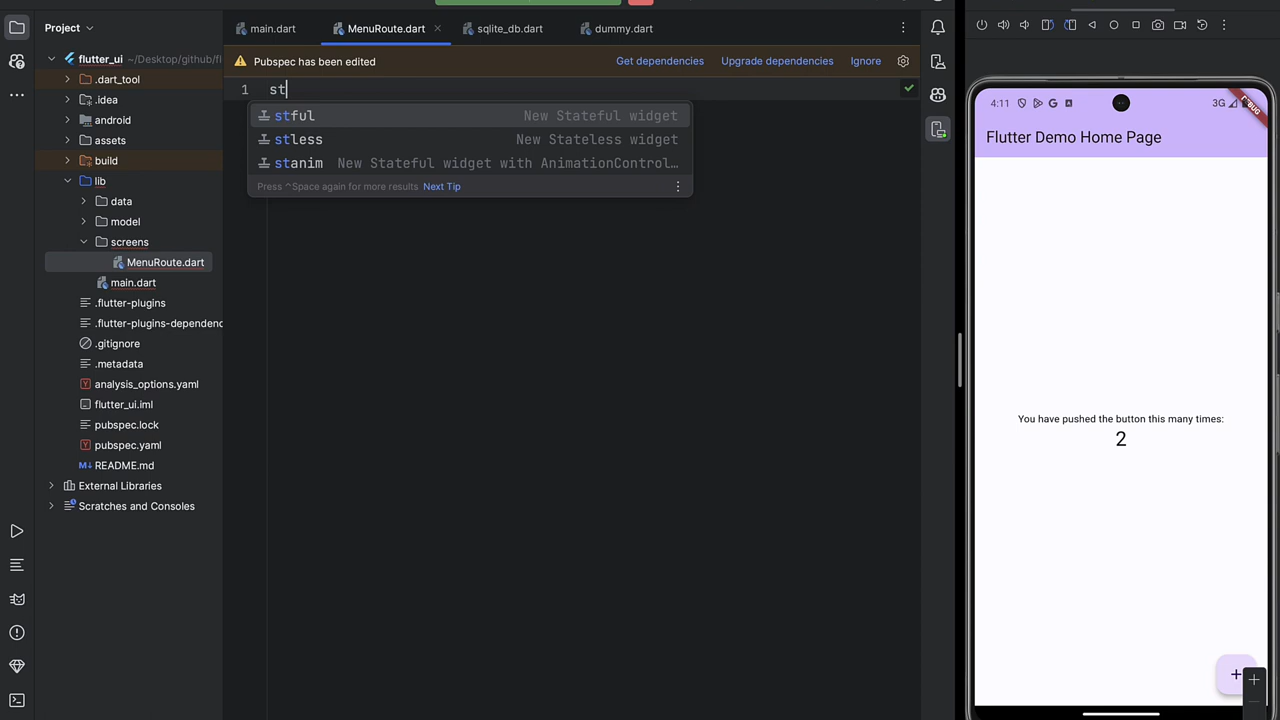 Project
flutter_ui ~/Desktop/github/fl
.dart_tool
.idea
android
assets
build
lib
data
model
screens
MenuRoute.dart
main.dart
.flutter-plugins
.flutter-plugins-dependenc
.gitignore
.metadata
analysis_options.yaml
flutter_ui.iml
pubspec.lock
pubspec.yaml
README.md
External Libraries
Scratches and Consoles
main.dart MenuRoute.dart sqlite_db.dart dummy.dart
Pubspec has been edited Get dependencies Upgrade dependencies Ignore
1 st
stful New Stateful widget
stless New Stateless widget
stanim New Stateful widget with AnimationControl…
Press ^Space again for more results Next Tip
4:11 3G
Flutter Demo Home Page
You have pushed the button this many times:
2